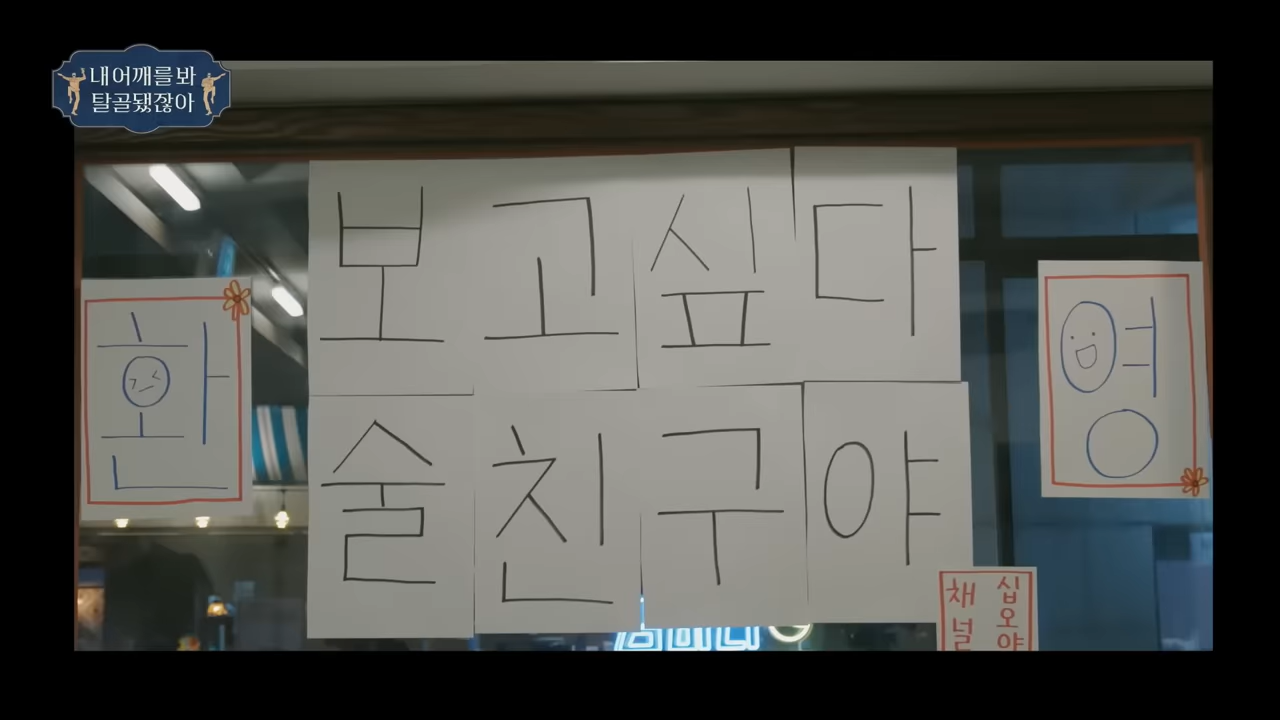 내 어깨를 봐
탈골됐잖아
보고싶다
술친구야
환
영
채널
십오야